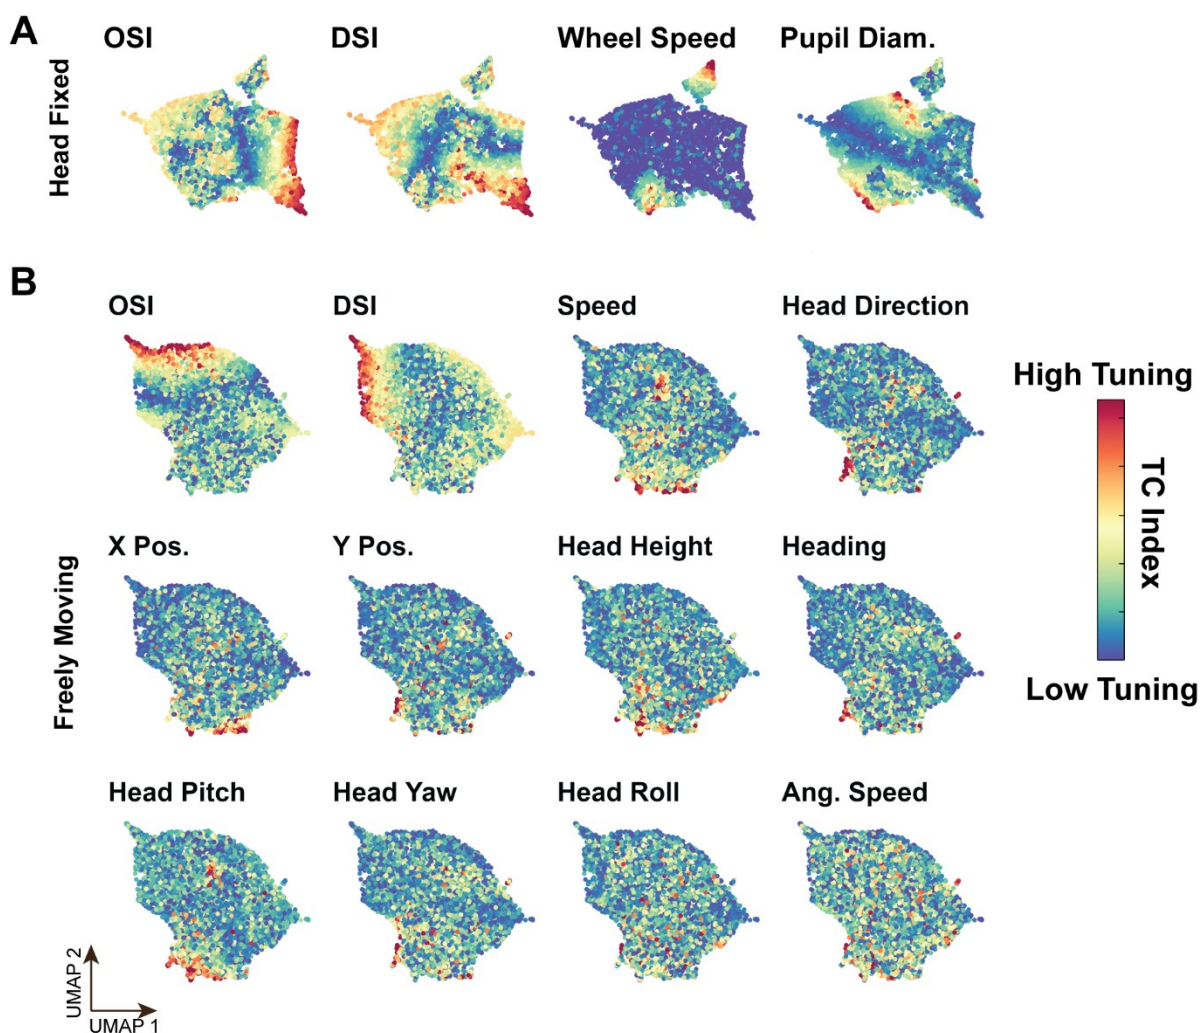 A
OSI
DSI
Wheel Speed
Pupil Diam.
Head Fixed
B
OSI
DSI
Speed
Head Direction
High Tuning
TC Index
Low Tuning
Freely Moving
X Pos.
Y Pos.
Head Height
Heading
Head Pitch
Head Yaw
Head Roll
Ang. Speed
UMAP 2
UMAP 1